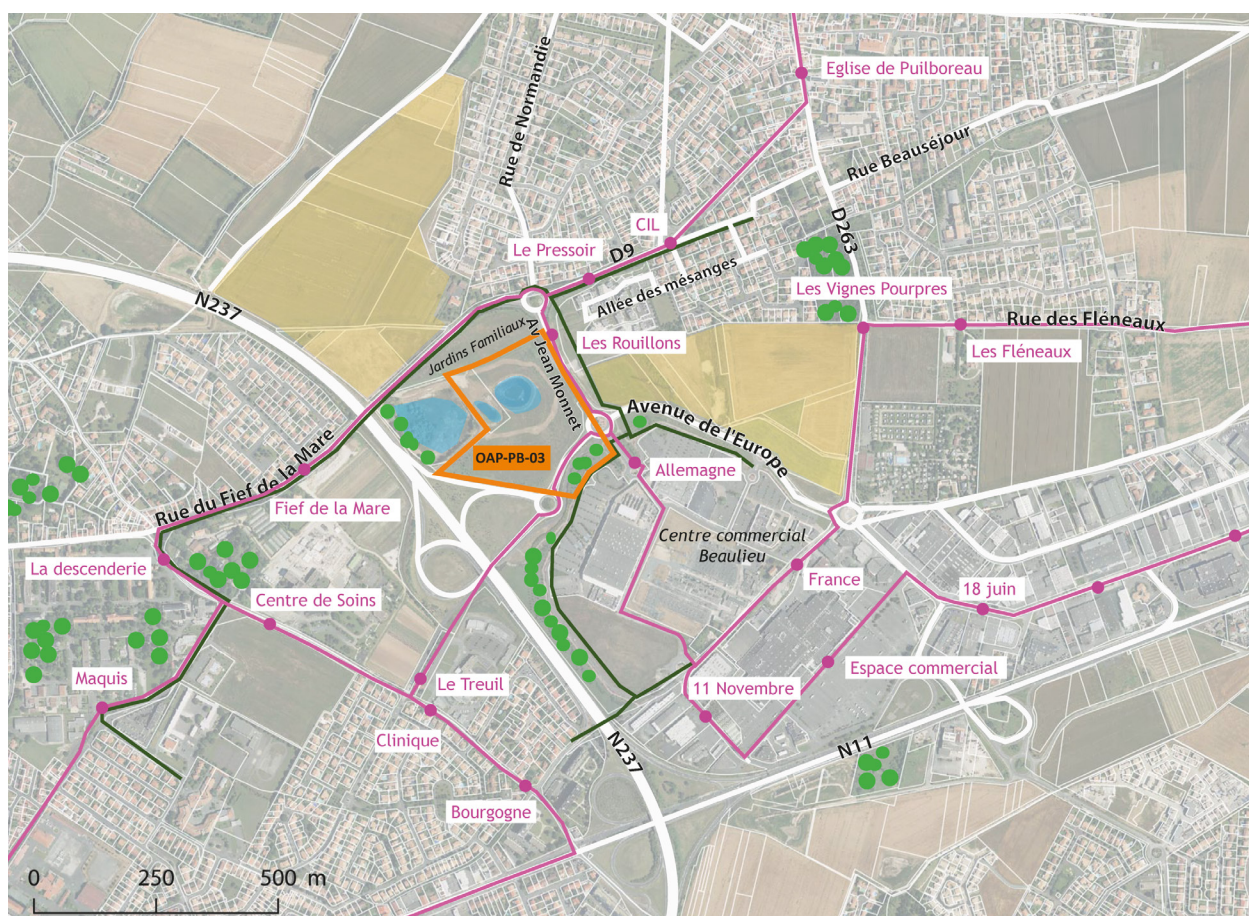 Eglise de Puilboreau
Rue de Normandie
Rue Beauséjour
CIL
D263
D9
Le Pressoir
Allée des mésanges
Les Vignes Pourpres
N237
Rue des Fléneaux
Jardins Familiaux
Av Jean Monnet
Les Rouillons
Les Fléneaux
Avenue de l'Europe
OAP-PB-03
Allemagne
Rue du Fief de la Mare
Fief de la Mare
Centre commercial
Beaulieu
La descenderie
France
18 juin
Centre de Soins
Espace commercial
Maquis
Le Treuil
11 Novembre
Clinique
N237
N11
Bourgogne
0 250 500 m